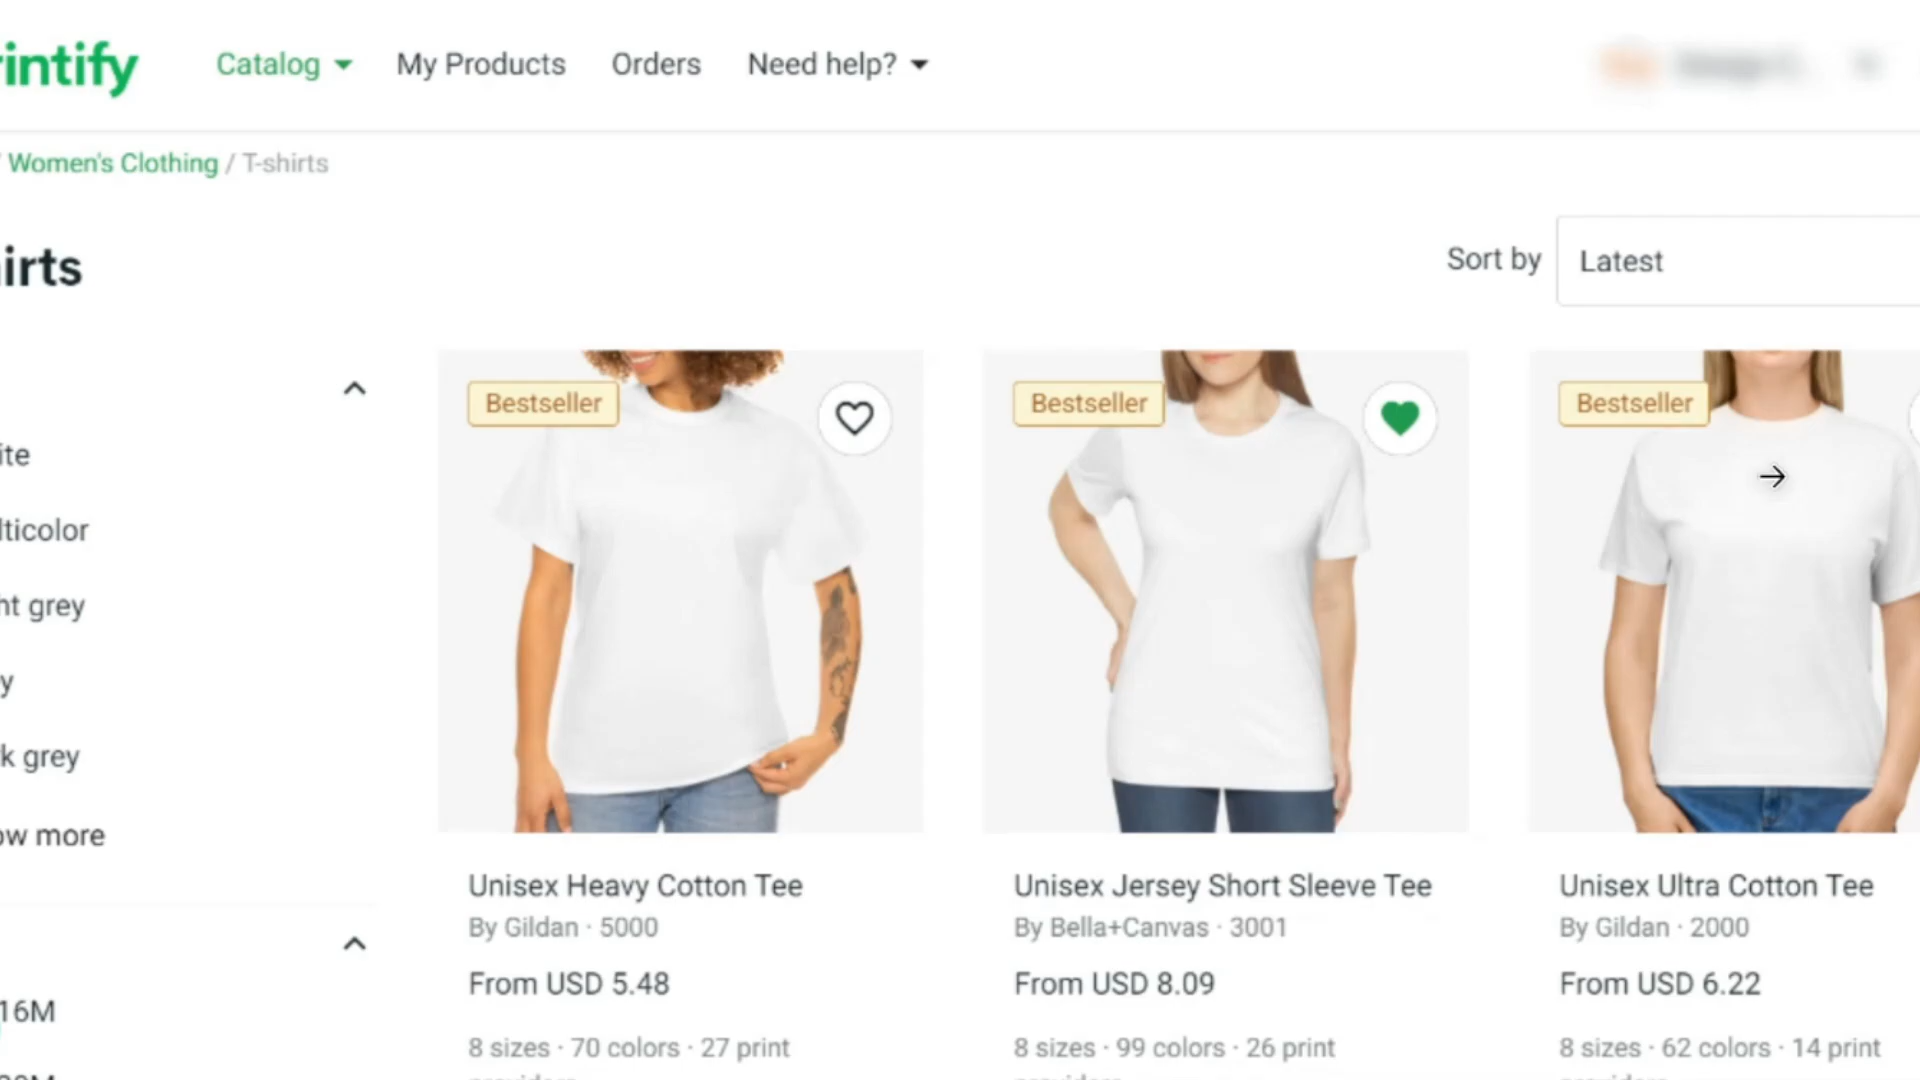 rintify Catalog My Products Orders Need help?
/ Women's Clothing / T-shirts
irts
Sort by Latest
Bestseller Bestseller Bestseller
ite
lticolor
ht grey
y
k grey
ow more
Unisex Heavy Cotton Tee
By Gildan · 5000
From USD 5.48
8 sizes · 70 colors · 27 print
Unisex Jersey Short Sleeve Tee
By Bella+Canvas · 3001
From USD 8.09
8 sizes · 99 colors · 26 print
Unisex Ultra Cotton Tee
By Gildan · 2000
From USD 6.22
8 sizes · 62 colors · 14 print
16M